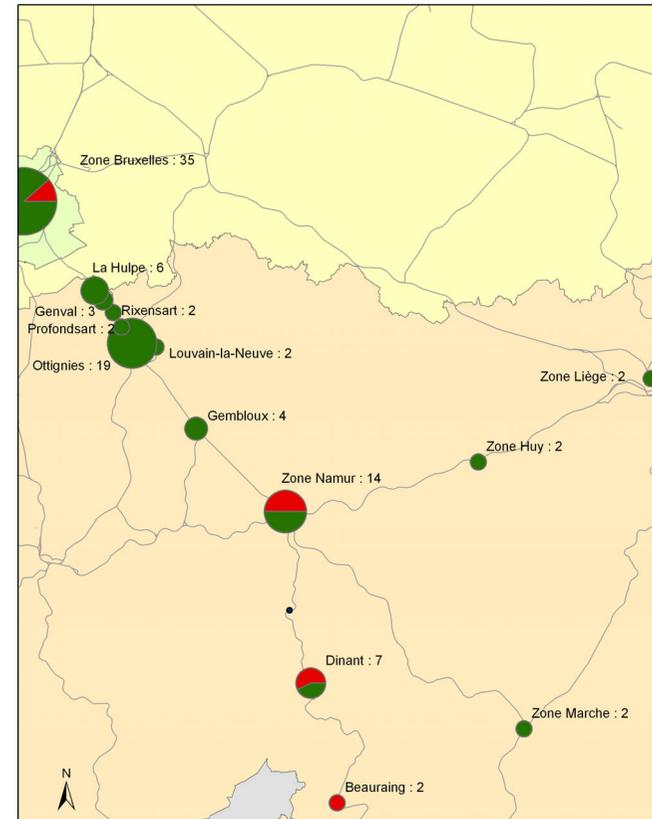 Zone Bruxelles : 35
La Hulpe : 6
Genval : 3
Rixensart : 2
Profondsart : 2
Louvain-la-Neuve : 2
Ottignies : 19
Zone Liège : 2
Gembloux : 4
Zone Huy : 2
Zone Namur : 14
Dinant : 7
Zone Marche : 2
N
Beauraing : 2